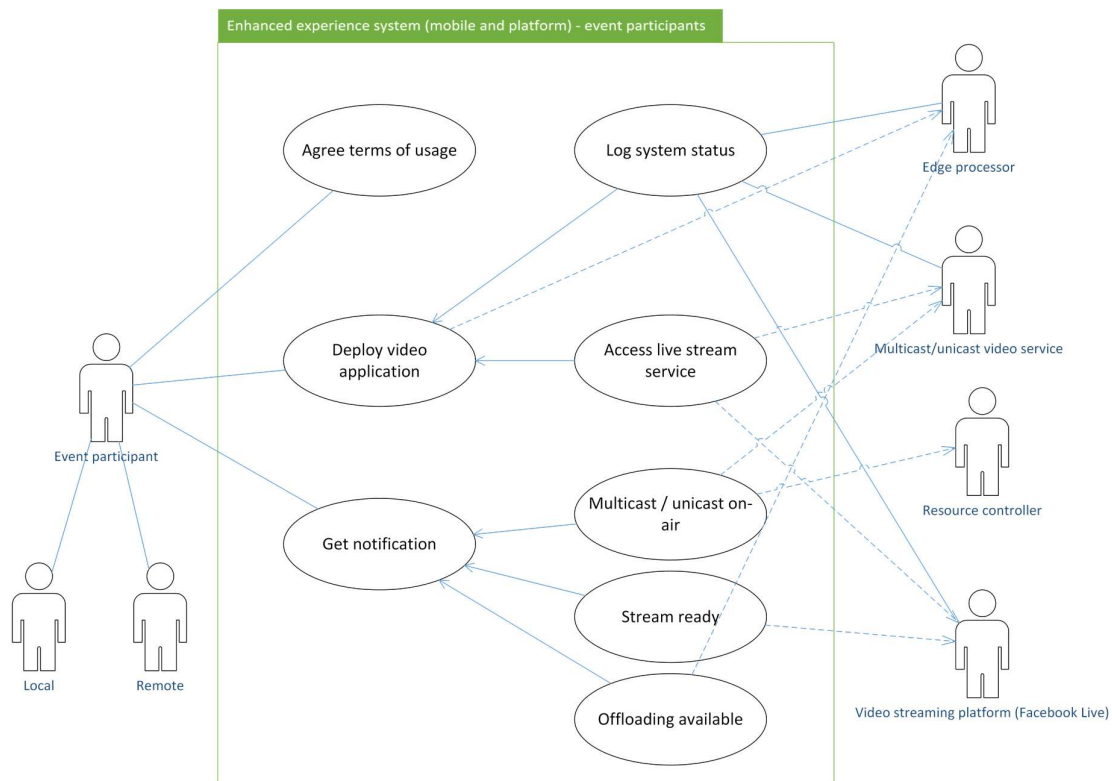 Enhanced experience system (mobile and platform) - event participants
Agree terms of usage
Log system status
Edge processor
Deploy video
application
Access live stream
service
Multicast/unicast video service
Event participant
Multicast / unicast on-
air
Resource controller
Get notification
Stream ready
Local
Remote
Offloading available
Video streaming platform (Facebook Live)